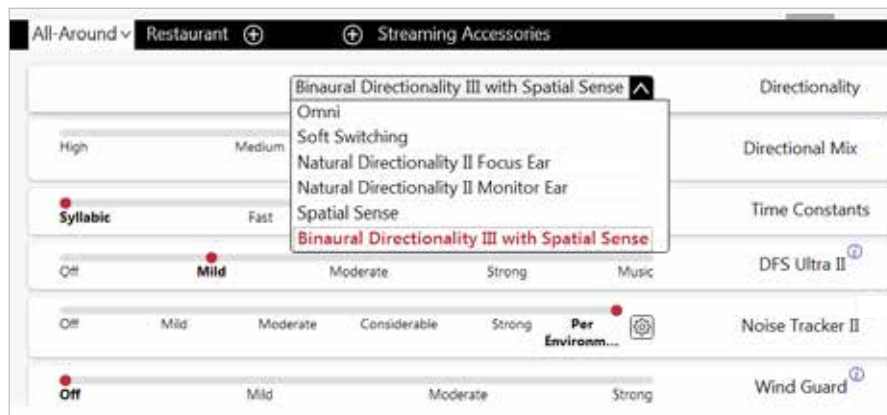 All-Around Restaurant Streaming Accessories
Binaural Directionality III with Spatial Sense Directionality
Omni
Soft Switching
Natural Directionality II Focus Ear
Natural Directionality II Monitor Ear
Spatial Sense
Binaural Directionality III with Spatial Sense
High Medium Directional Mix
Syllabic Fast Time Constants
Off Mild Moderate Strong Music DFS Ultra II
Off Mild Moderate Considerable Strong Per Environm... Noise Tracker II
Off Mild Moderate Strong Wind Guard